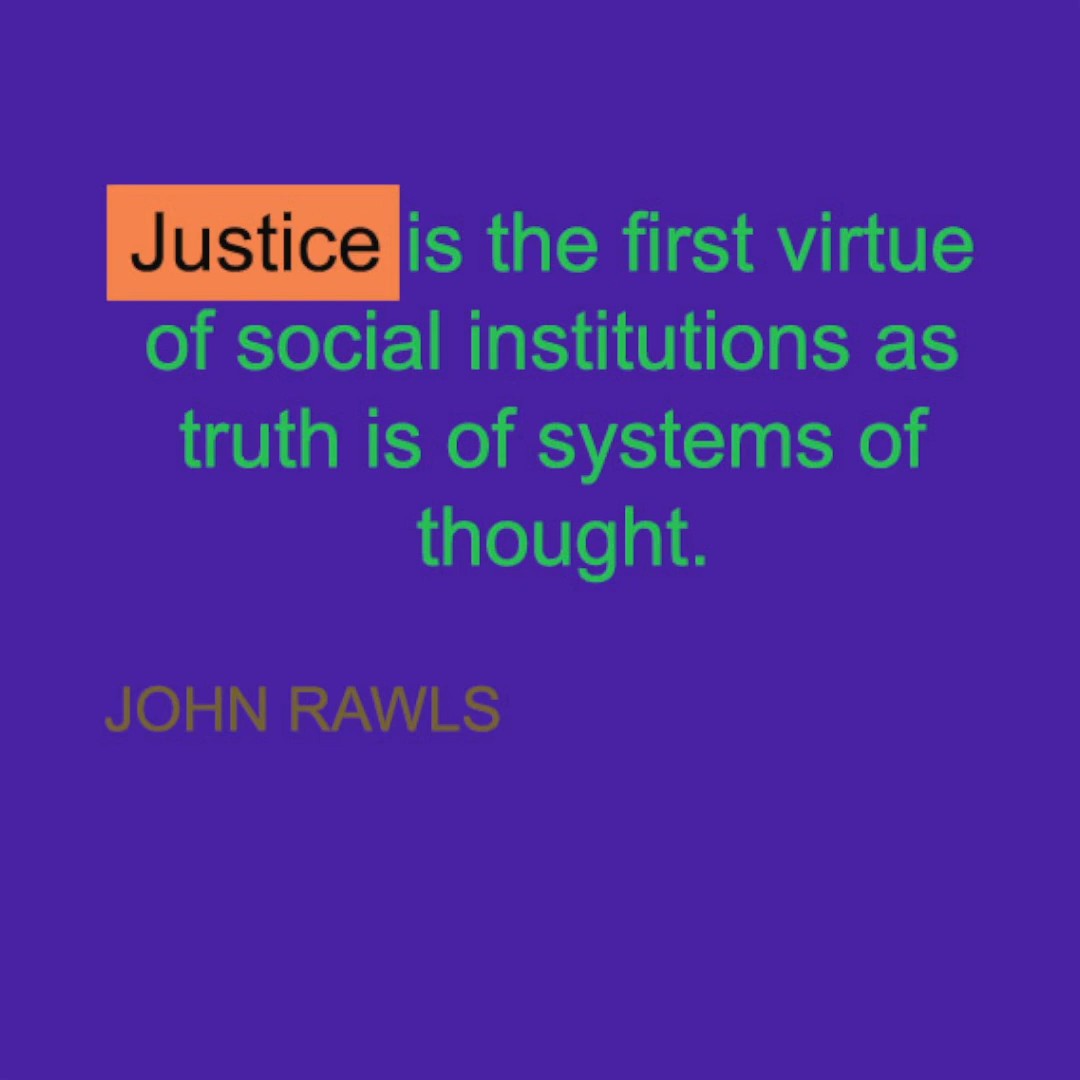 Justice is the first virtue
of social institutions as
truth is of systems of
thought.
JOHN RAWLS